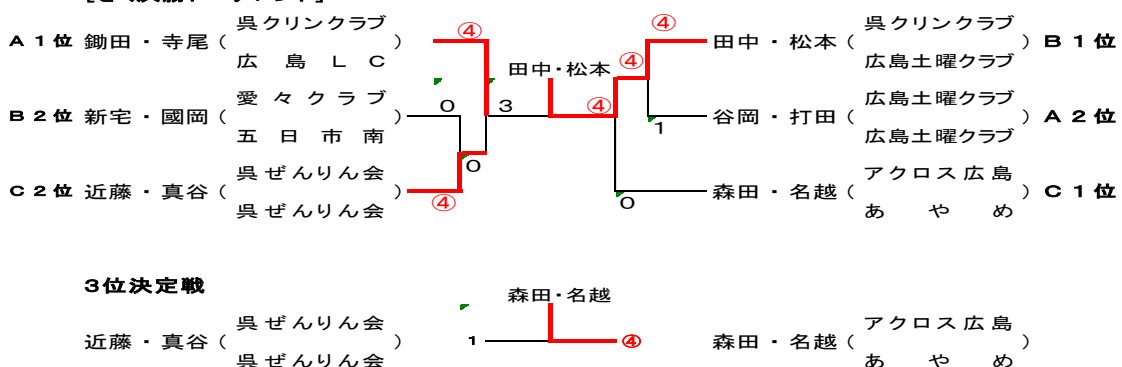 呉クリンクラブ ④ ④ 呉クリンクラブ
A1位 鋤田・寺尾( ) 田中・松本( ) B1位
広島LC 田中・松本 ④ 広島土曜クラブ
愛々クラブ 0 3 ④ 広島土曜クラブ
B2位 新宅・國岡( ) 1 谷岡・打田( ) A2位
五日市南 広島土曜クラブ
呉ぜんりん会 0 アクロス広島
C2位 近藤・真谷( ) 森田・名越( ) C1位
呉ぜんりん会 ④ 0 あやめ
3位決定戦
森田・名越
呉ぜんりん会 アクロス広島
近藤・真谷( ) 1 ④ 森田・名越( )
呉ぜんりん会 あやめ